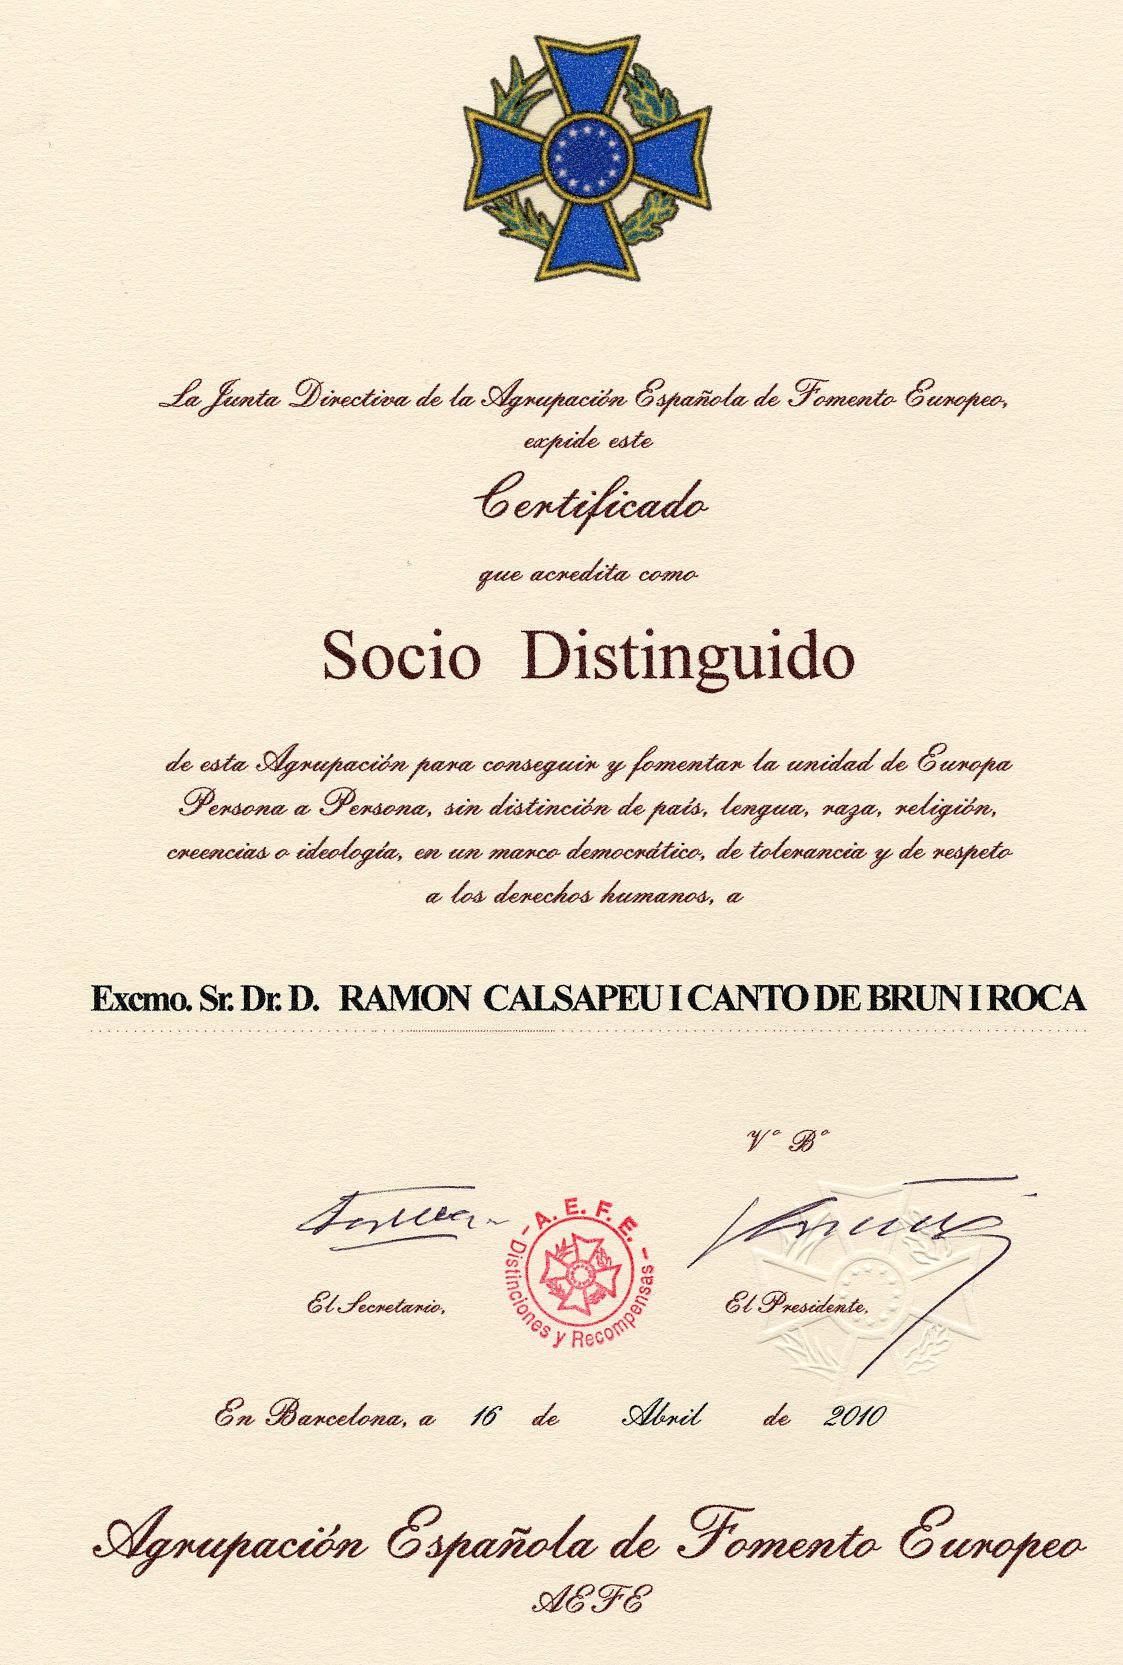 La Junta Directiva de la Agrupación Española de Fomento Europeo,
expide este
Certificado
que acredita como
Socio Distinguido
de esta Agrupación para conseguir y fomentar la unidad de Europa
Persona a Persona, sin distinción de país, lengua, raza, religión,
creencias o ideología, en un marco democrático, de tolerancia y de respeto
a los derechos humanos, a
Excmo. Sr. Dr. D. RAMON CALSAPEU I CANTO DE BRUN I ROCA
Vº Bº
- A. E. F. E. -
Distinciones y Recompensas
El Secretario,
El Presidente,
En Barcelona, a 16 de Abril de 2010
Agrupación Española de Fomento Europeo
AEFE